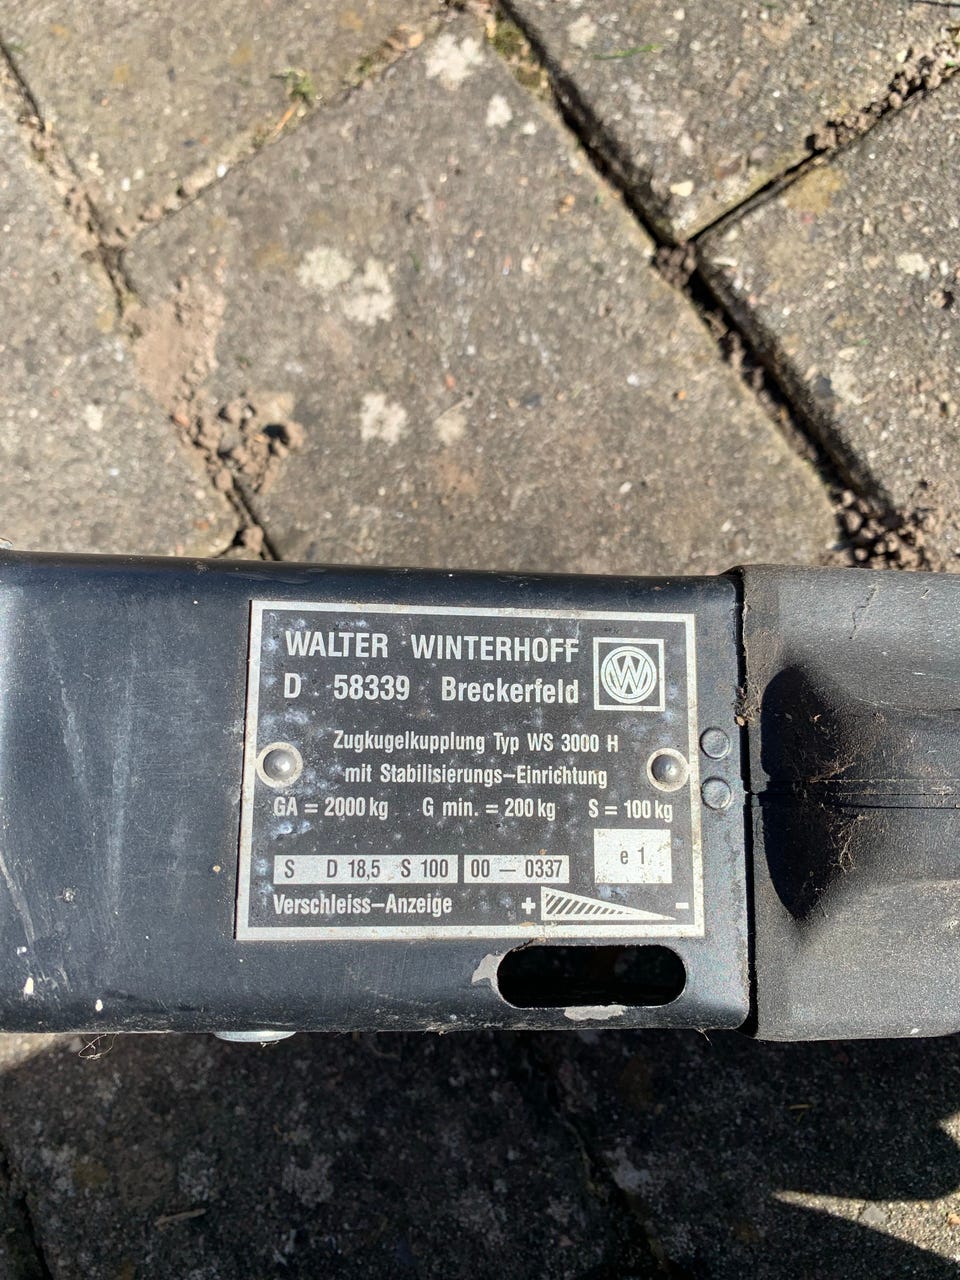 WALTER WINTERHOFF
D 58339 Breckerfeld
W
Zugkugelkupplung Typ WS 3000 H
mit Stabilisierungs-Einrichtung
GA = 2000 kg G min. = 200 kg S = 100 kg
S D 18,5 S 100 00 — 0337 e 1
Verschleiss-Anzeige + -